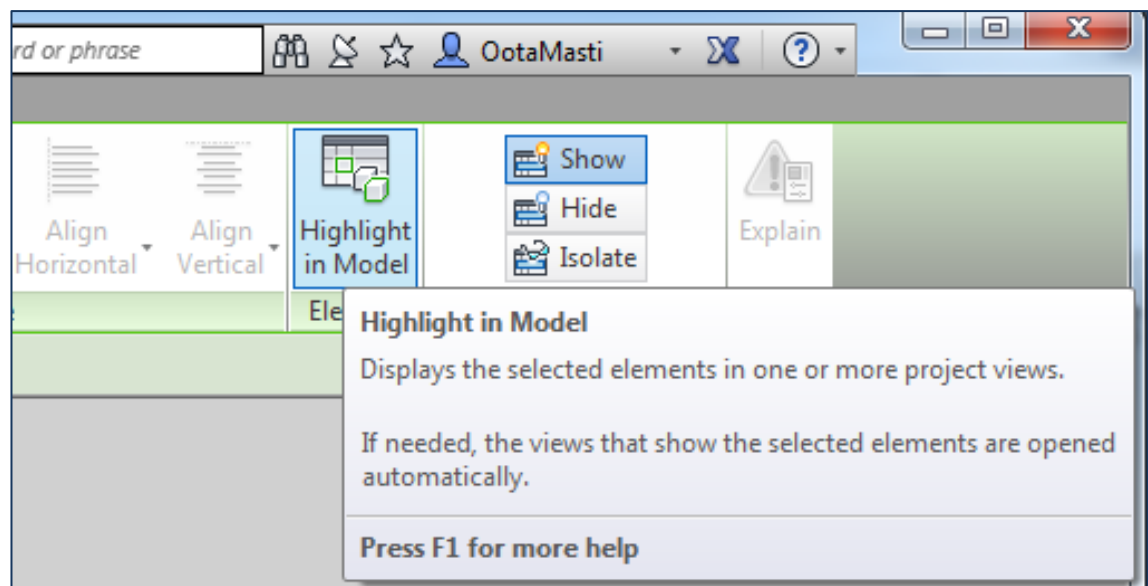 rd or phrase
OotaMasti
Align
Horizontal
Align
Vertical
Highlight
in Model
Show
Hide
Isolate
Explain
Ele
Highlight in Model
Displays the selected elements in one or more project views.
If needed, the views that show the selected elements are opened
automatically.
Press F1 for more help